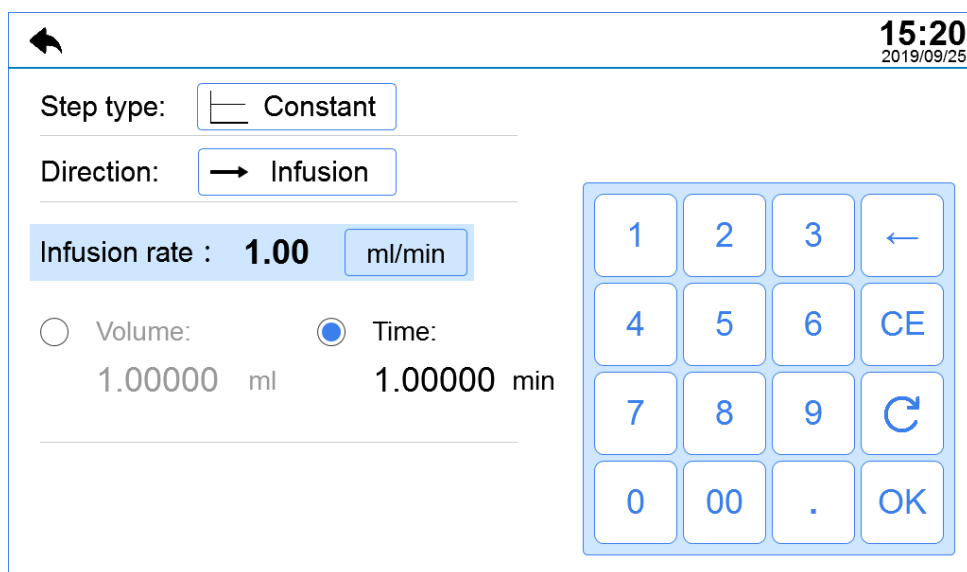 15:20
2019/09/25
Step type: Constant
Direction: Infusion
Infusion rate : 1.00 ml/min
Volume: Time:
1.00000 ml 1.00000 min
1 2 3 ←
4 5 6 CE
7 8 9
0 00 . OK